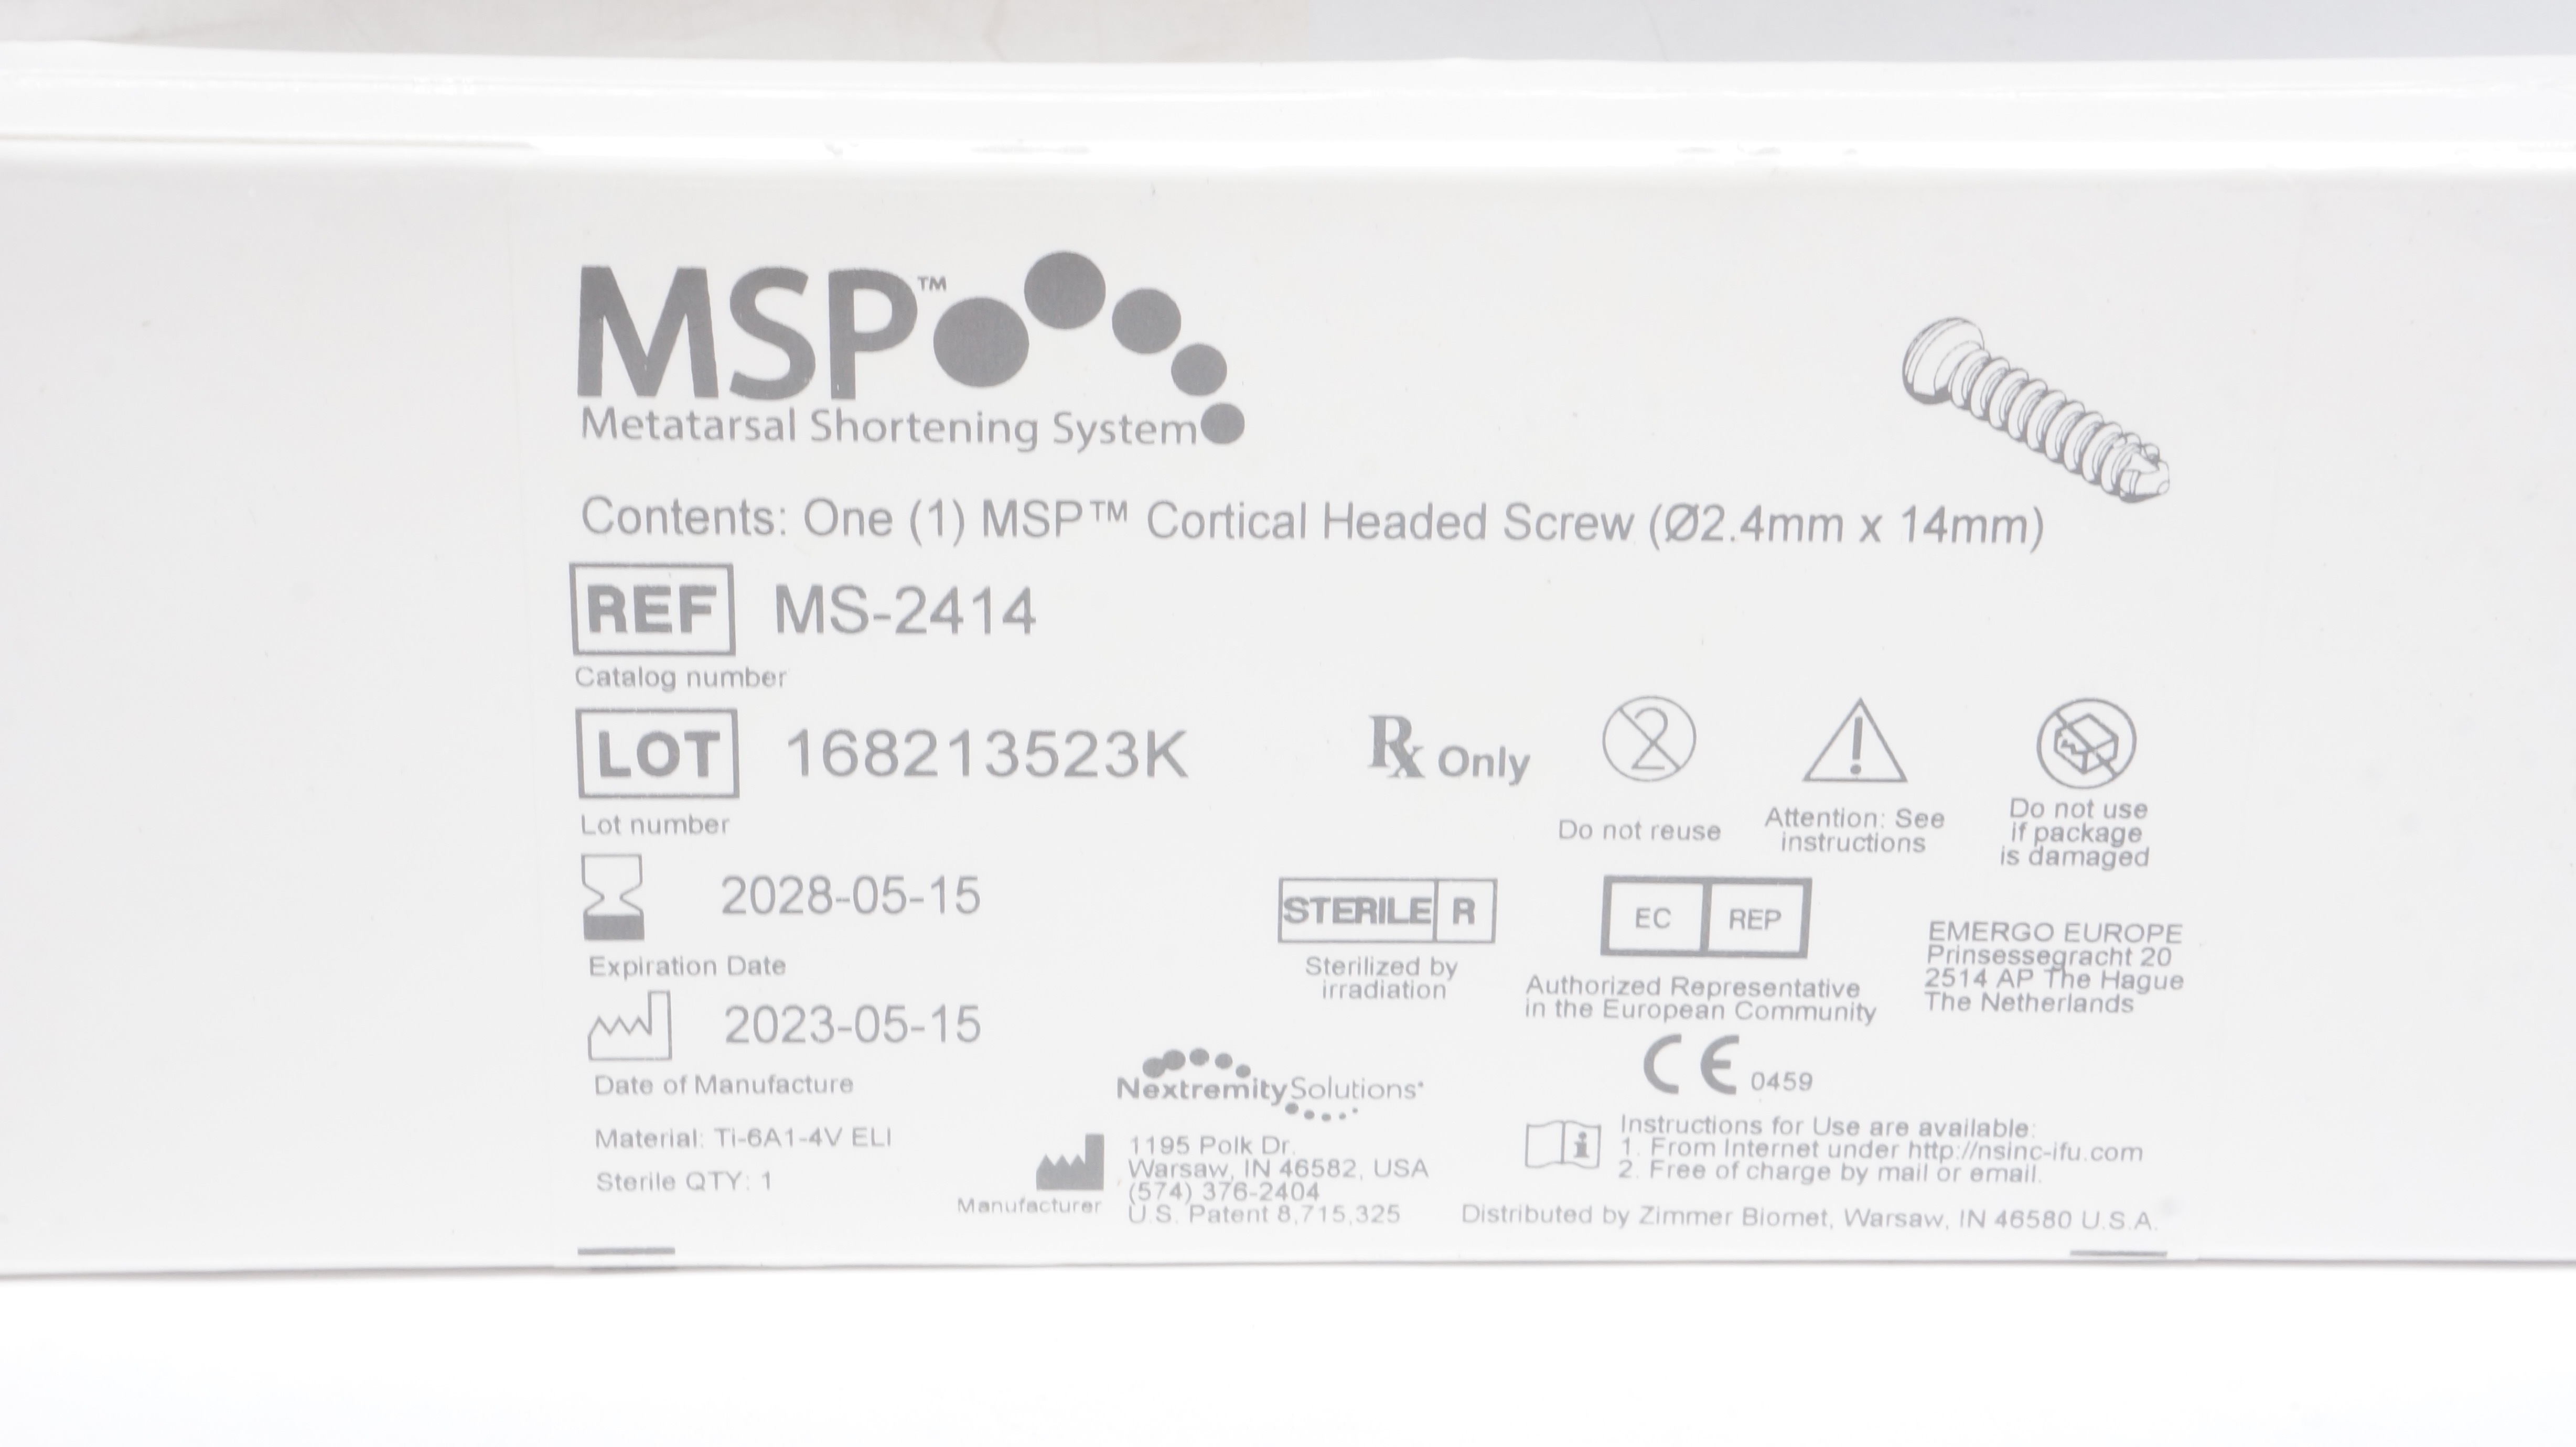 MSP™
Metatarsal Shortening System
Contents: One (1) MSP™ Cortical Headed Screw (Ø2.4mm x 14mm)
REF MS-2414
Catalog number
LOT 168213523K
Lot number
Rx Only
2
Do not reuse
Attention: See
instructions
Do not use
if package
is damaged
2028-05-15
Expiration Date
STERILE R
Sterilized by
irradiation
EC REP
Authorized Representative
in the European Community
EMERGO EUROPE
Prinsessegracht 20
2514 AP The Hague
The Netherlands
2023-05-15
Date of Manufacture
CE 0459
Material: Ti-6A1-4V ELI
Sterile QTY: 1
NextremitySolutions
Manufacturer
1195 Polk Dr.
Warsaw, IN 46582, USA
(574) 376-2404
U.S. Patent 8,715,325
i
Instructions for Use are available:
1. From Internet under http://nsinc-ifu.com
2. Free of charge by mail or email.
Distributed by Zimmer Biomet, Warsaw, IN 46580 U.S.A.